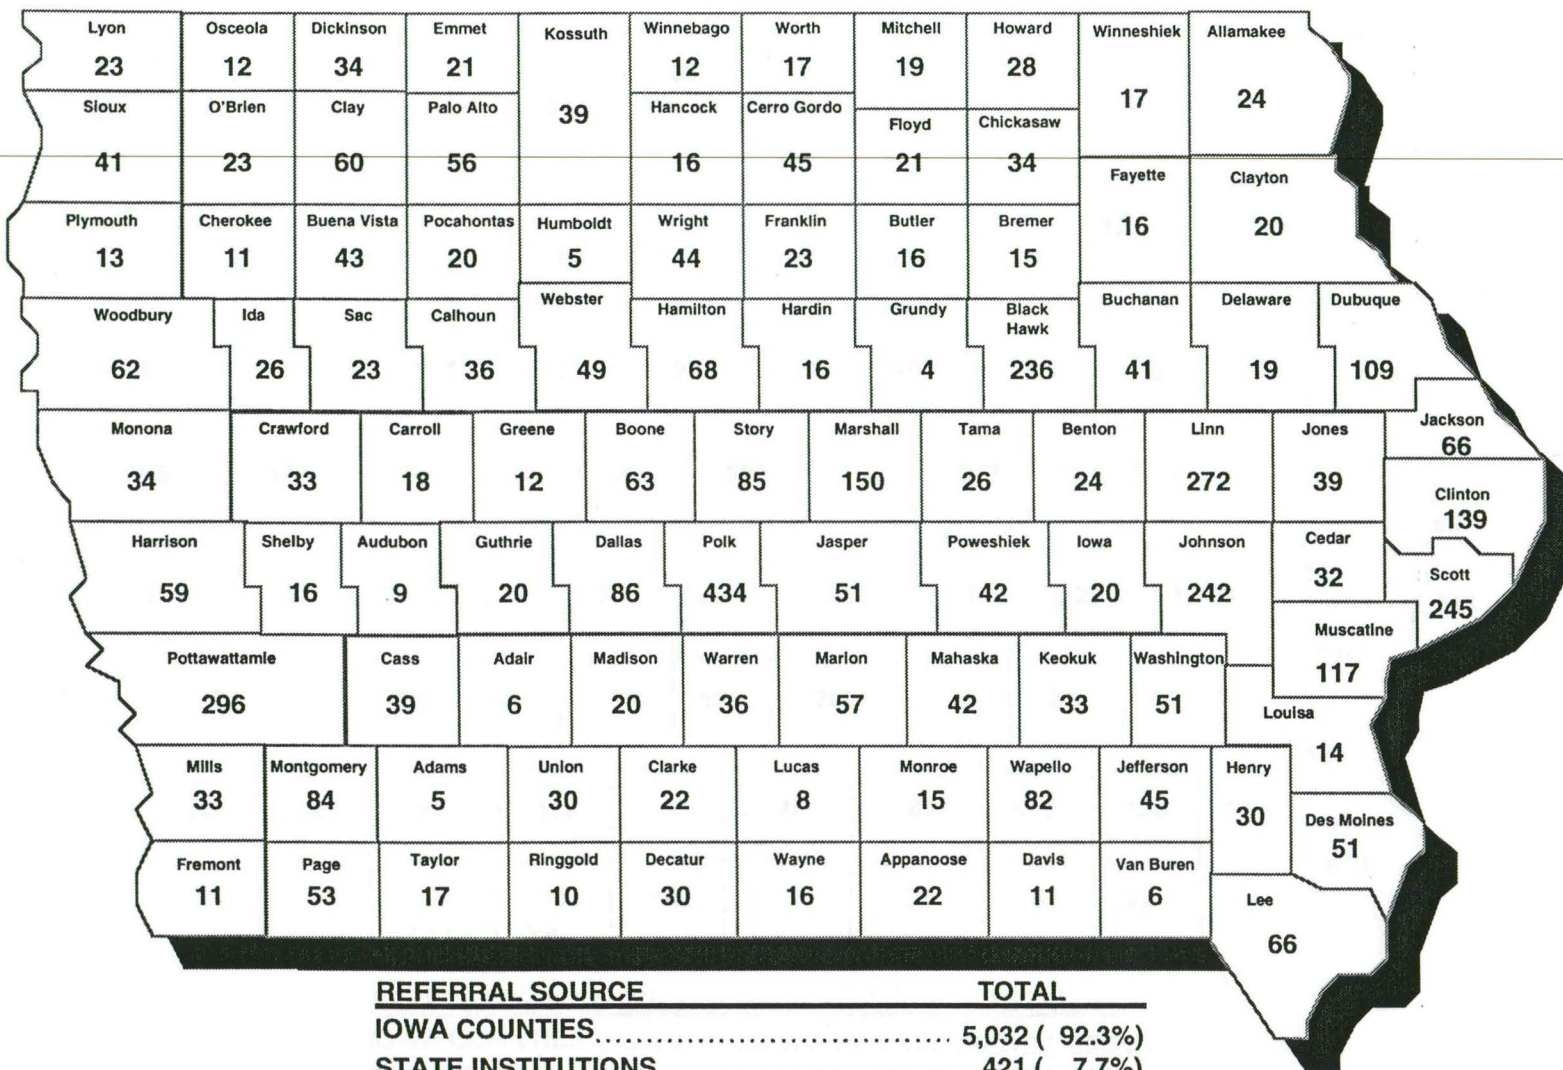 Lyon
23
Osceola
12
Dickinson
34
Emmet
21
Kossuth
39
Winnebago
12
Worth
17
Mitchell
19
Howard
28
Winneshiek
17
Allamakee
24
Sioux
41
O'Brien
23
Clay
60
Palo Alto
56
Hancock
16
Cerro Gordo
45
Floyd
21
Chickasaw
34
Fayette
16
Clayton
20
Plymouth
13
Cherokee
11
Buena Vista
43
Pocahontas
20
Humboldt
5
Wright
44
Franklin
23
Butler
16
Bremer
15
Woodbury
62
Ida
26
Sac
23
Calhoun
36
Webster
49
Hamilton
68
Hardin
16
Grundy
4
Black
Hawk
236
Buchanan
41
Delaware
19
Dubuque
109
Monona
34
Crawford
33
Carroll
18
Greene
12
Boone
63
Story
85
Marshall
150
Tama
26
Benton
24
Linn
272
Jones
39
Jackson
66
Clinton
139
Harrison
59
Shelby
16
Audubon
9
Guthrie
20
Dallas
86
Polk
434
Jasper
51
Poweshiek
42
Iowa
20
Johnson
242
Cedar
32
Scott
245
Muscatine
117
Pottawattamie
296
Cass
39
Adair
6
Madison
20
Warren
36
Marion
57
Mahaska
42
Keokuk
33
Washington
51
Louisa
14
Mills
33
Montgomery
84
Adams
5
Union
30
Clarke
22
Lucas
8
Monroe
15
Wapello
82
Jefferson
45
Henry
30
Des Moines
51
Fremont
11
Page
53
Taylor
17
Ringgold
10
Decatur
30
Wayne
16
Appanoose
22
Davis
11
Van Buren
6
Lee
66
REFERRAL SOURCE TOTAL
IOWA COUNTIES.................................. 5,032 ( 92.3%)
STATE INSTITUTIONS 421 ( 7.7%)